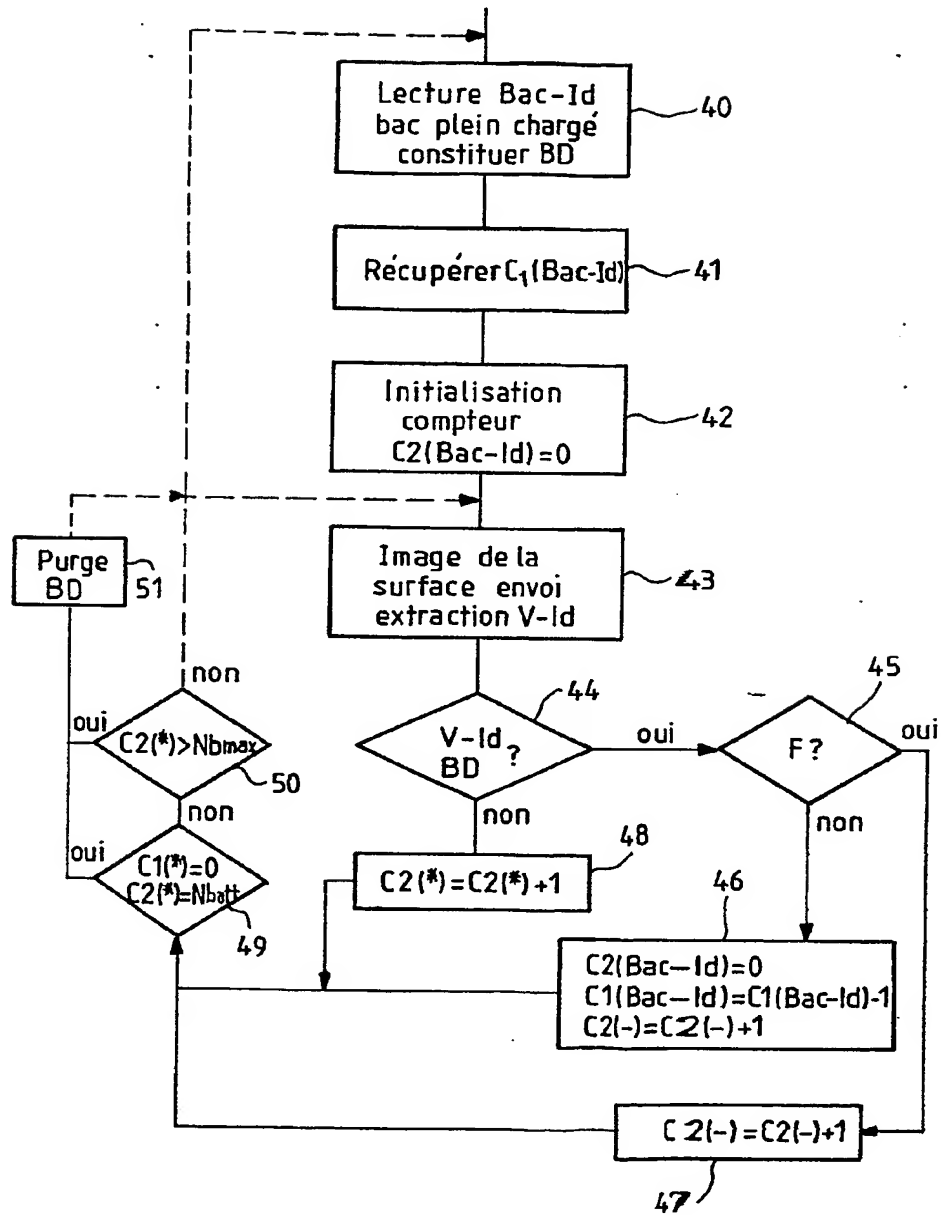 Lecture Bac-Id
bac plein chargé
constituer BD
40
Récupérer C1(Bac-Id)
41
Initialisation
compteur
C2(Bac-Id)=0
42
Image de la
surface envoi
extraction V-Id
43
Purge
BD
51
non
oui
C2(*)>Nbmax
50
non
oui
C1(*)=0
C2(*)=Nbatt
49
44
V-Id
BD ?
oui
non
45
F?
oui
non
48
C2(*)=C2(*)+1
46
C2(Bac-Id)=0
C1(Bac-Id)=C1(Bac-Id)-1
C2(-)=C2(-)+1
C2(-)=C2(-)+1
47